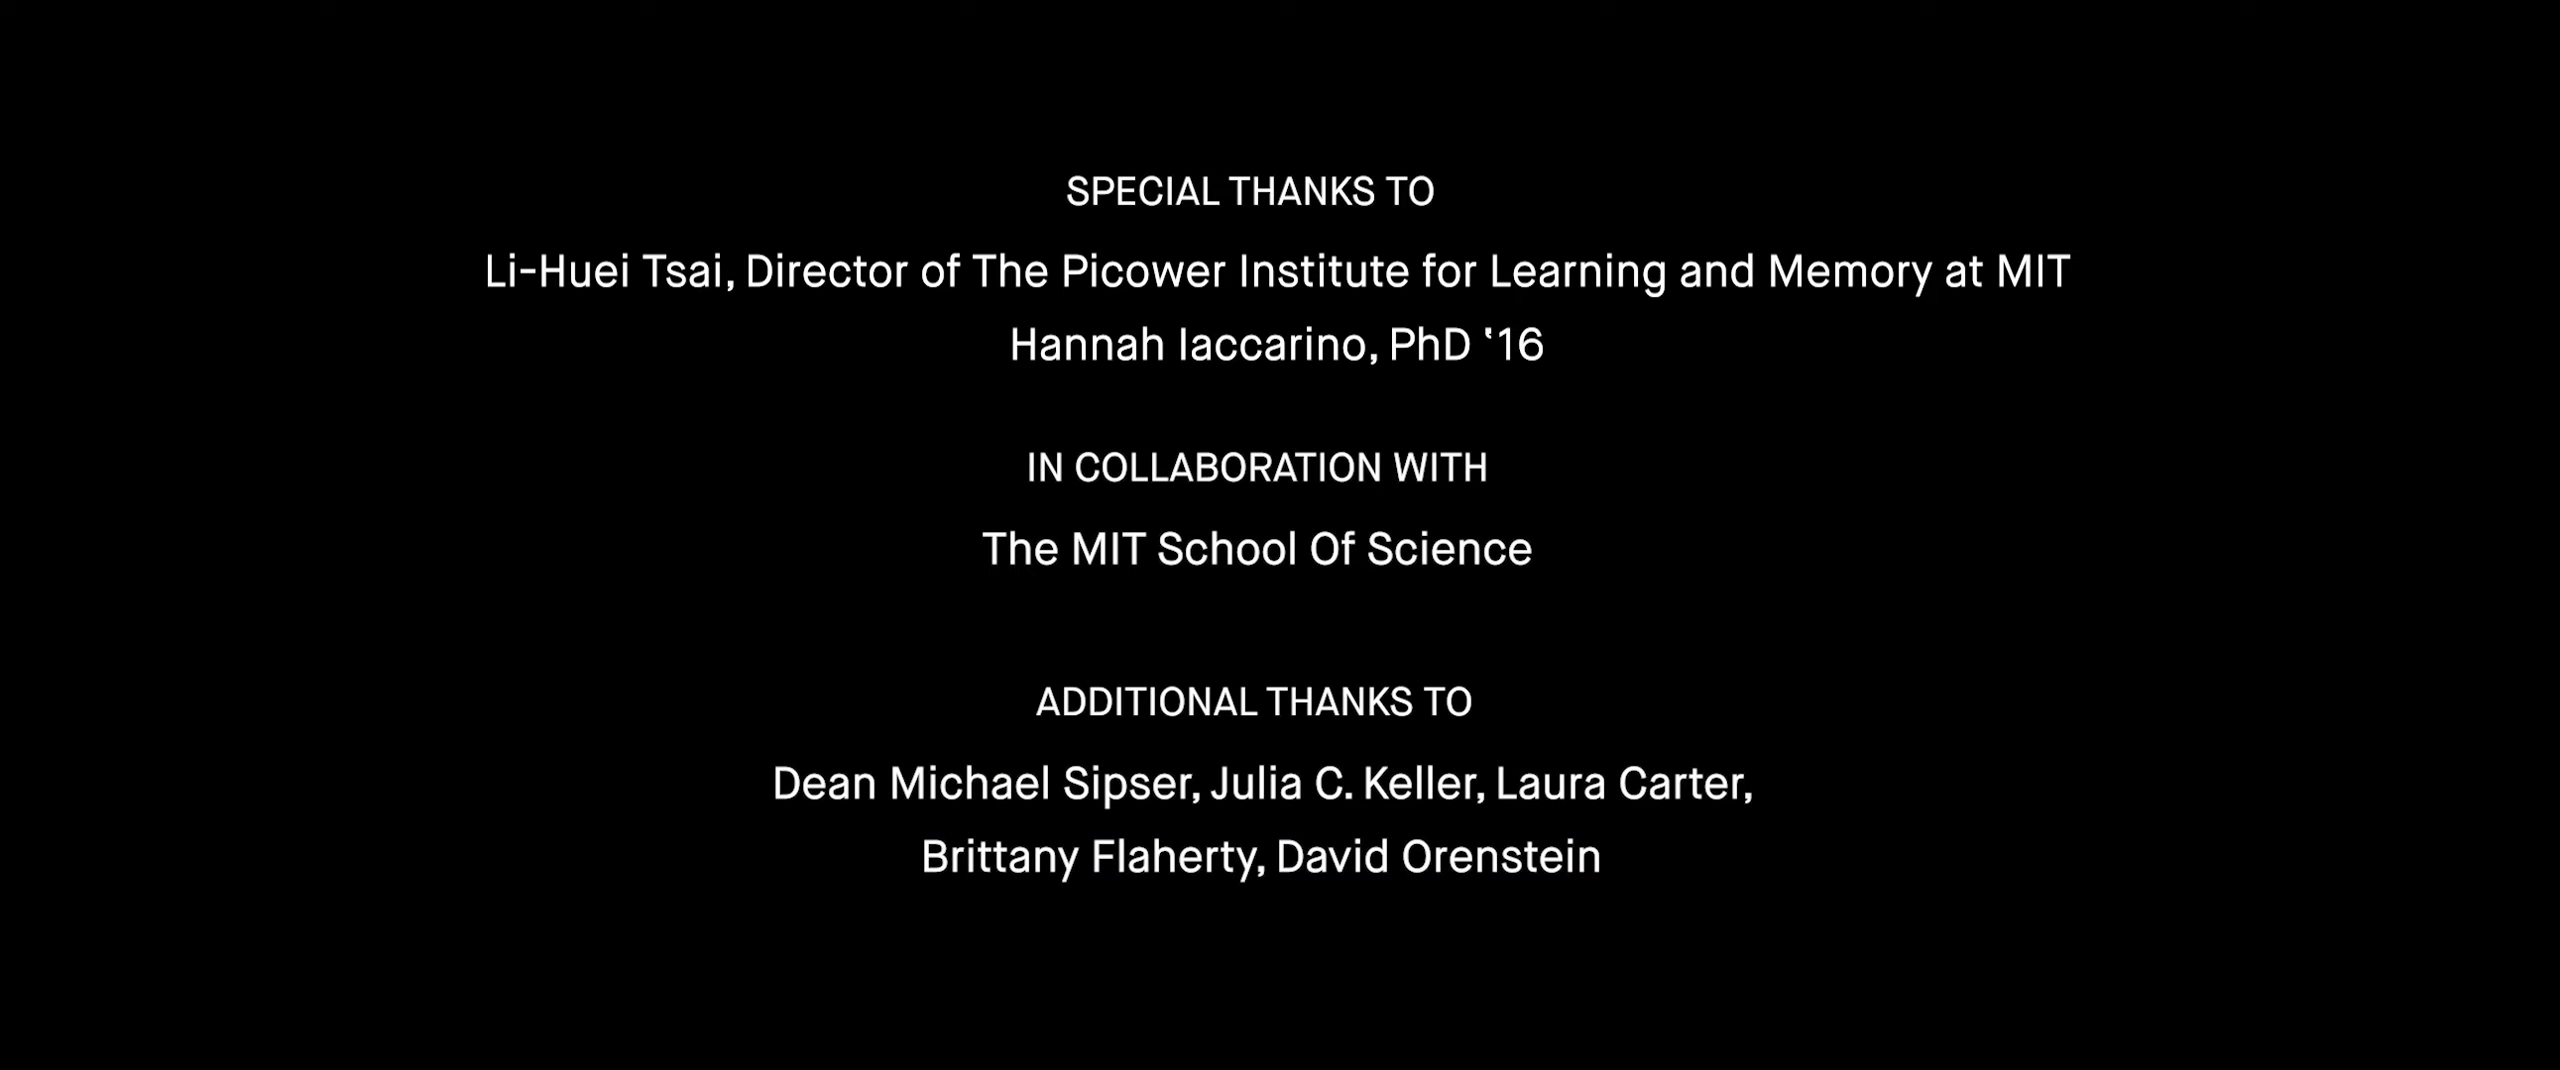 SPECIAL THANKS TO
Li-Huei Tsai, Director of The Picower Institute for Learning and Memory at MIT
Hannah Iaccarino, PhD ‛16
IN COLLABORATION WITH
The MIT School Of Science
ADDITIONAL THANKS TO
Dean Michael Sipser, Julia C. Keller, Laura Carter,
Brittany Flaherty, David Orenstein